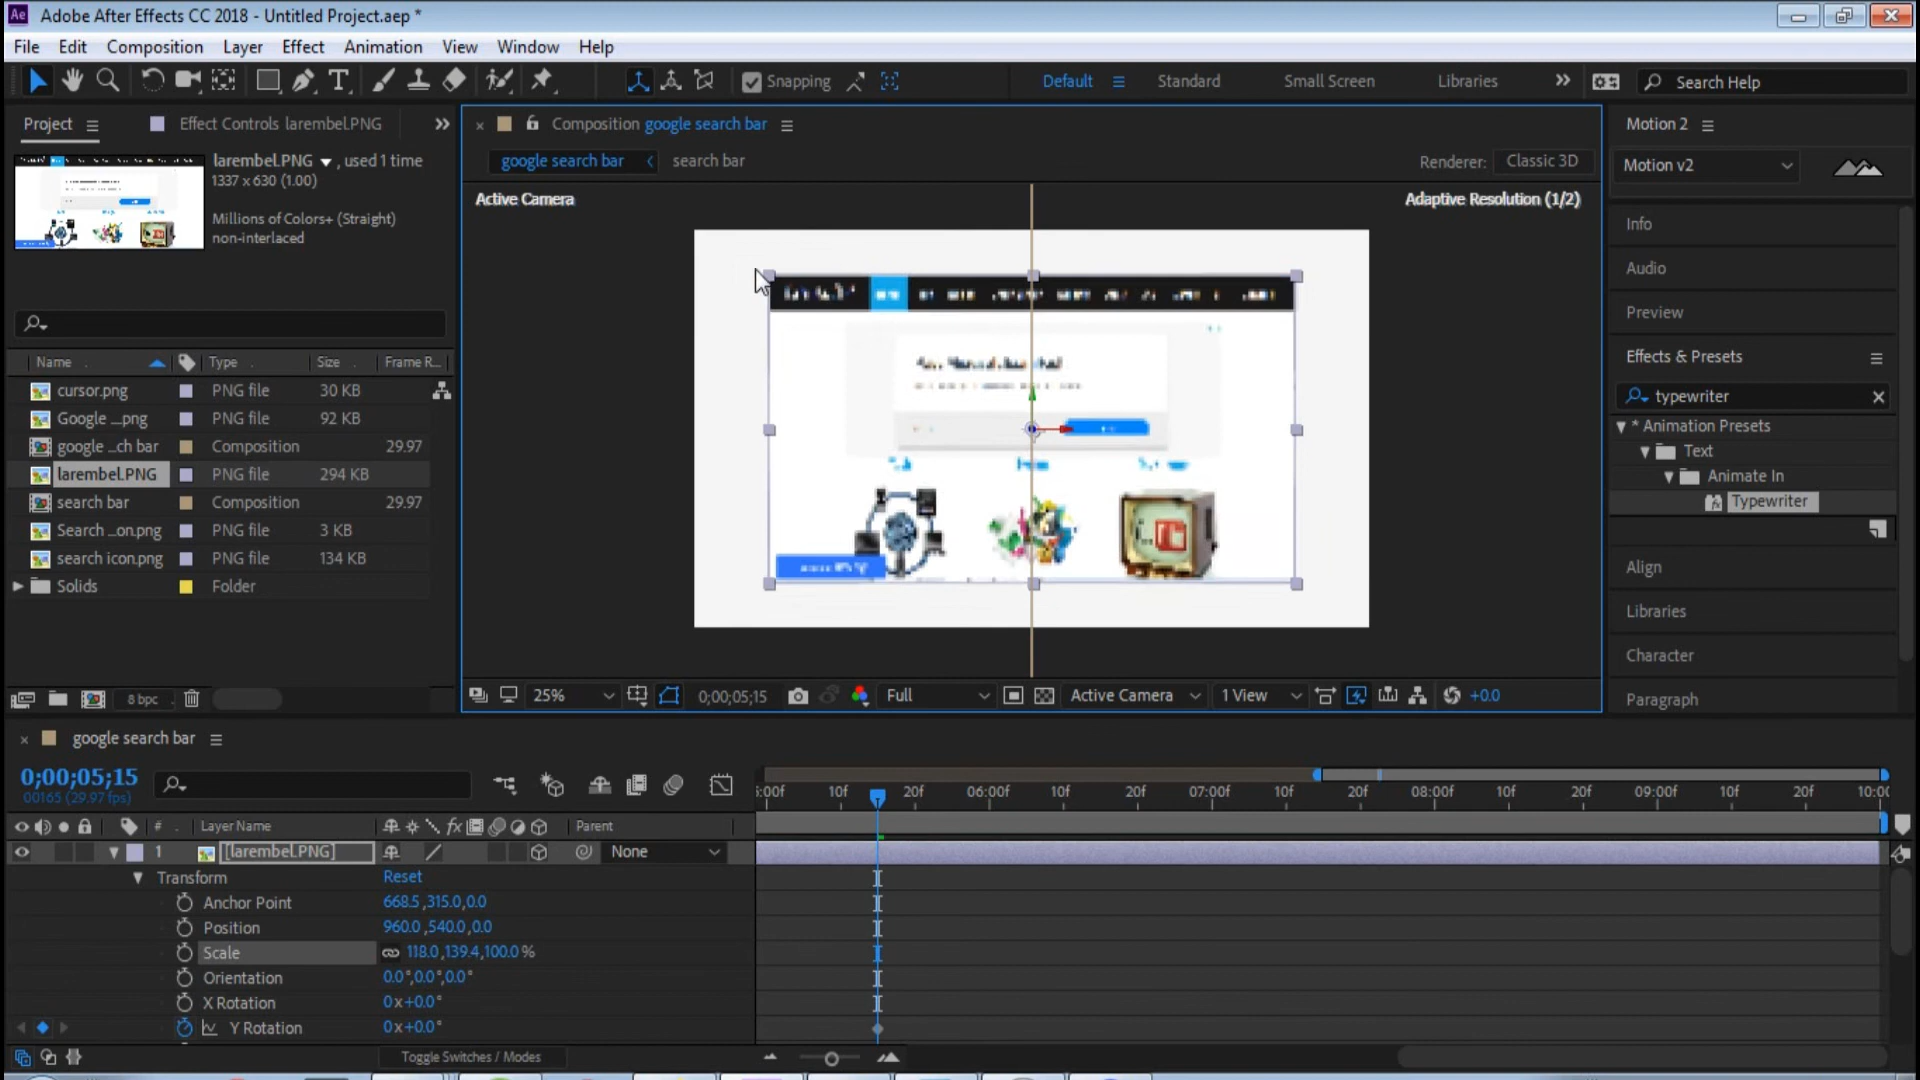 Adobe After Effects CC 2018 - Untitled Project.aep *
File Edit Composition Layer Effect Animation View Window Help
Snapping Default Standard Small Screen Libraries Search Help
Project Effect Controls larembel.PNG
larembel.PNG , used 1 time
1337 x 630 (1.00)
Millions of Colors+ (Straight)
non-interlaced
Name Type Size Frame R...
cursor.png PNG file 30 KB
Google ...png PNG file 92 KB
google ...ch bar Composition 29.97
larembel.PNG PNG file 294 KB
search bar Composition 29.97
Search ...on.png PNG file 3 KB
search icon.png PNG file 134 KB
Solids Folder
8 bpc
Composition google search bar
google search bar search bar
Renderer: Classic 3D
Active Camera Adaptive Resolution (1/2)
25% 0;00;05;15 Full Active Camera 1 View +0.0
Motion 2
Motion v2
Info
Audio
Preview
Effects & Presets
typewriter
* Animation Presets
Text
Animate In
Typewriter
Align
Libraries
Character
Paragraph
google search bar
0;00;05;15
00165 (29.97 fps)
:00f 10f 20f 06:00f 10f 20f 07:00f 10f 20f 08:00f 10f 20f 09:00f 10f 20f 10:00
# Layer Name fx Parent
1 [larembel.PNG] None
Transform Reset
Anchor Point 668.5,315.0,0.0
Position 960.0,540.0,0.0
Scale 118.0,139.4,100.0%
Orientation 0.0°,0.0°,0.0°
X Rotation 0x+0.0°
Y Rotation 0x+0.0°
Toggle Switches / Modes